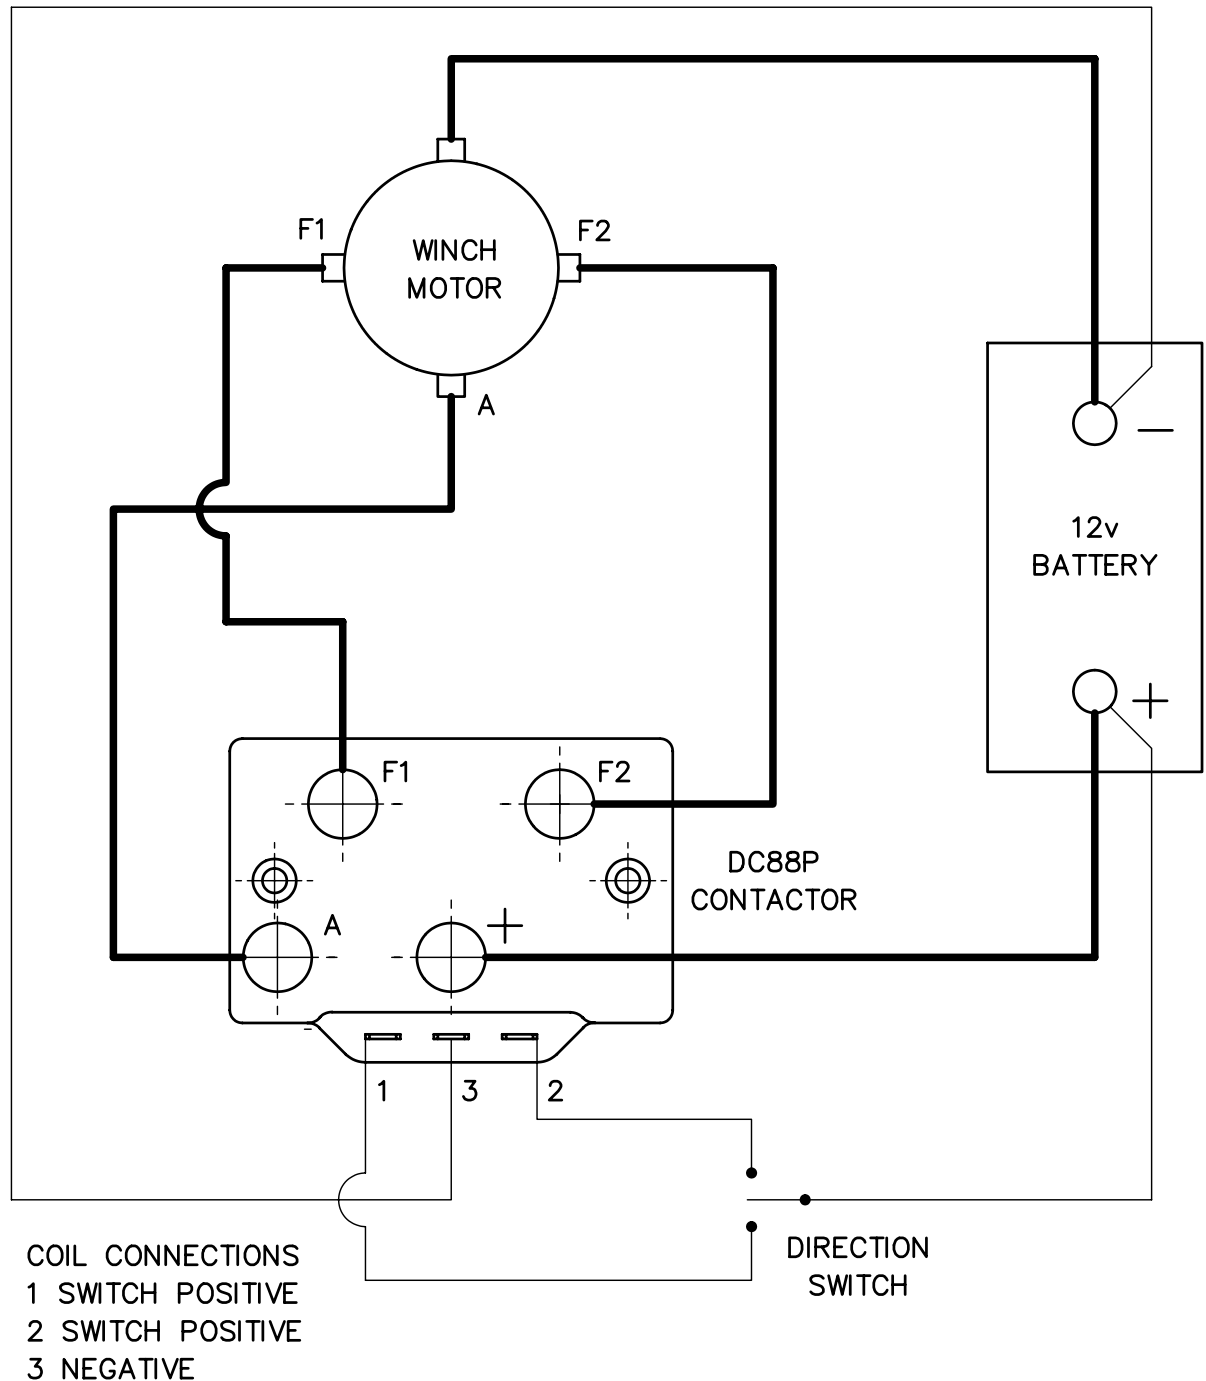 F1
F2
WINCH
MOTOR
A
−
12v
BATTERY
+
F1
F2
DC88P
CONTACTOR
A
+
1
3
2
DIRECTION
SWITCH
COIL CONNECTIONS
1 SWITCH POSITIVE
2 SWITCH POSITIVE
3 NEGATIVE